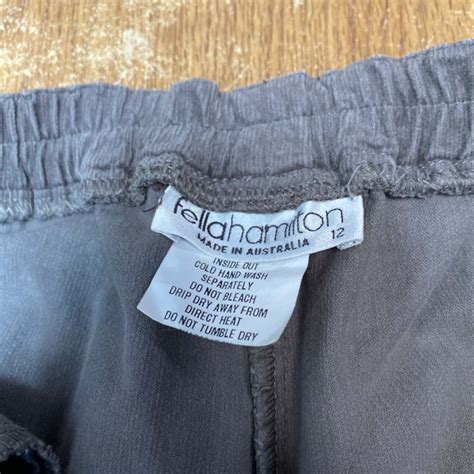 fellahamilton
MADE IN AUSTRALIA 12
INSIDE OUT
COLD HAND WASH
SEPARATELY
DO NOT BLEACH
DRIP DRY AWAY FROM
DIRECT HEAT
DO NOT TUMBLE DRY